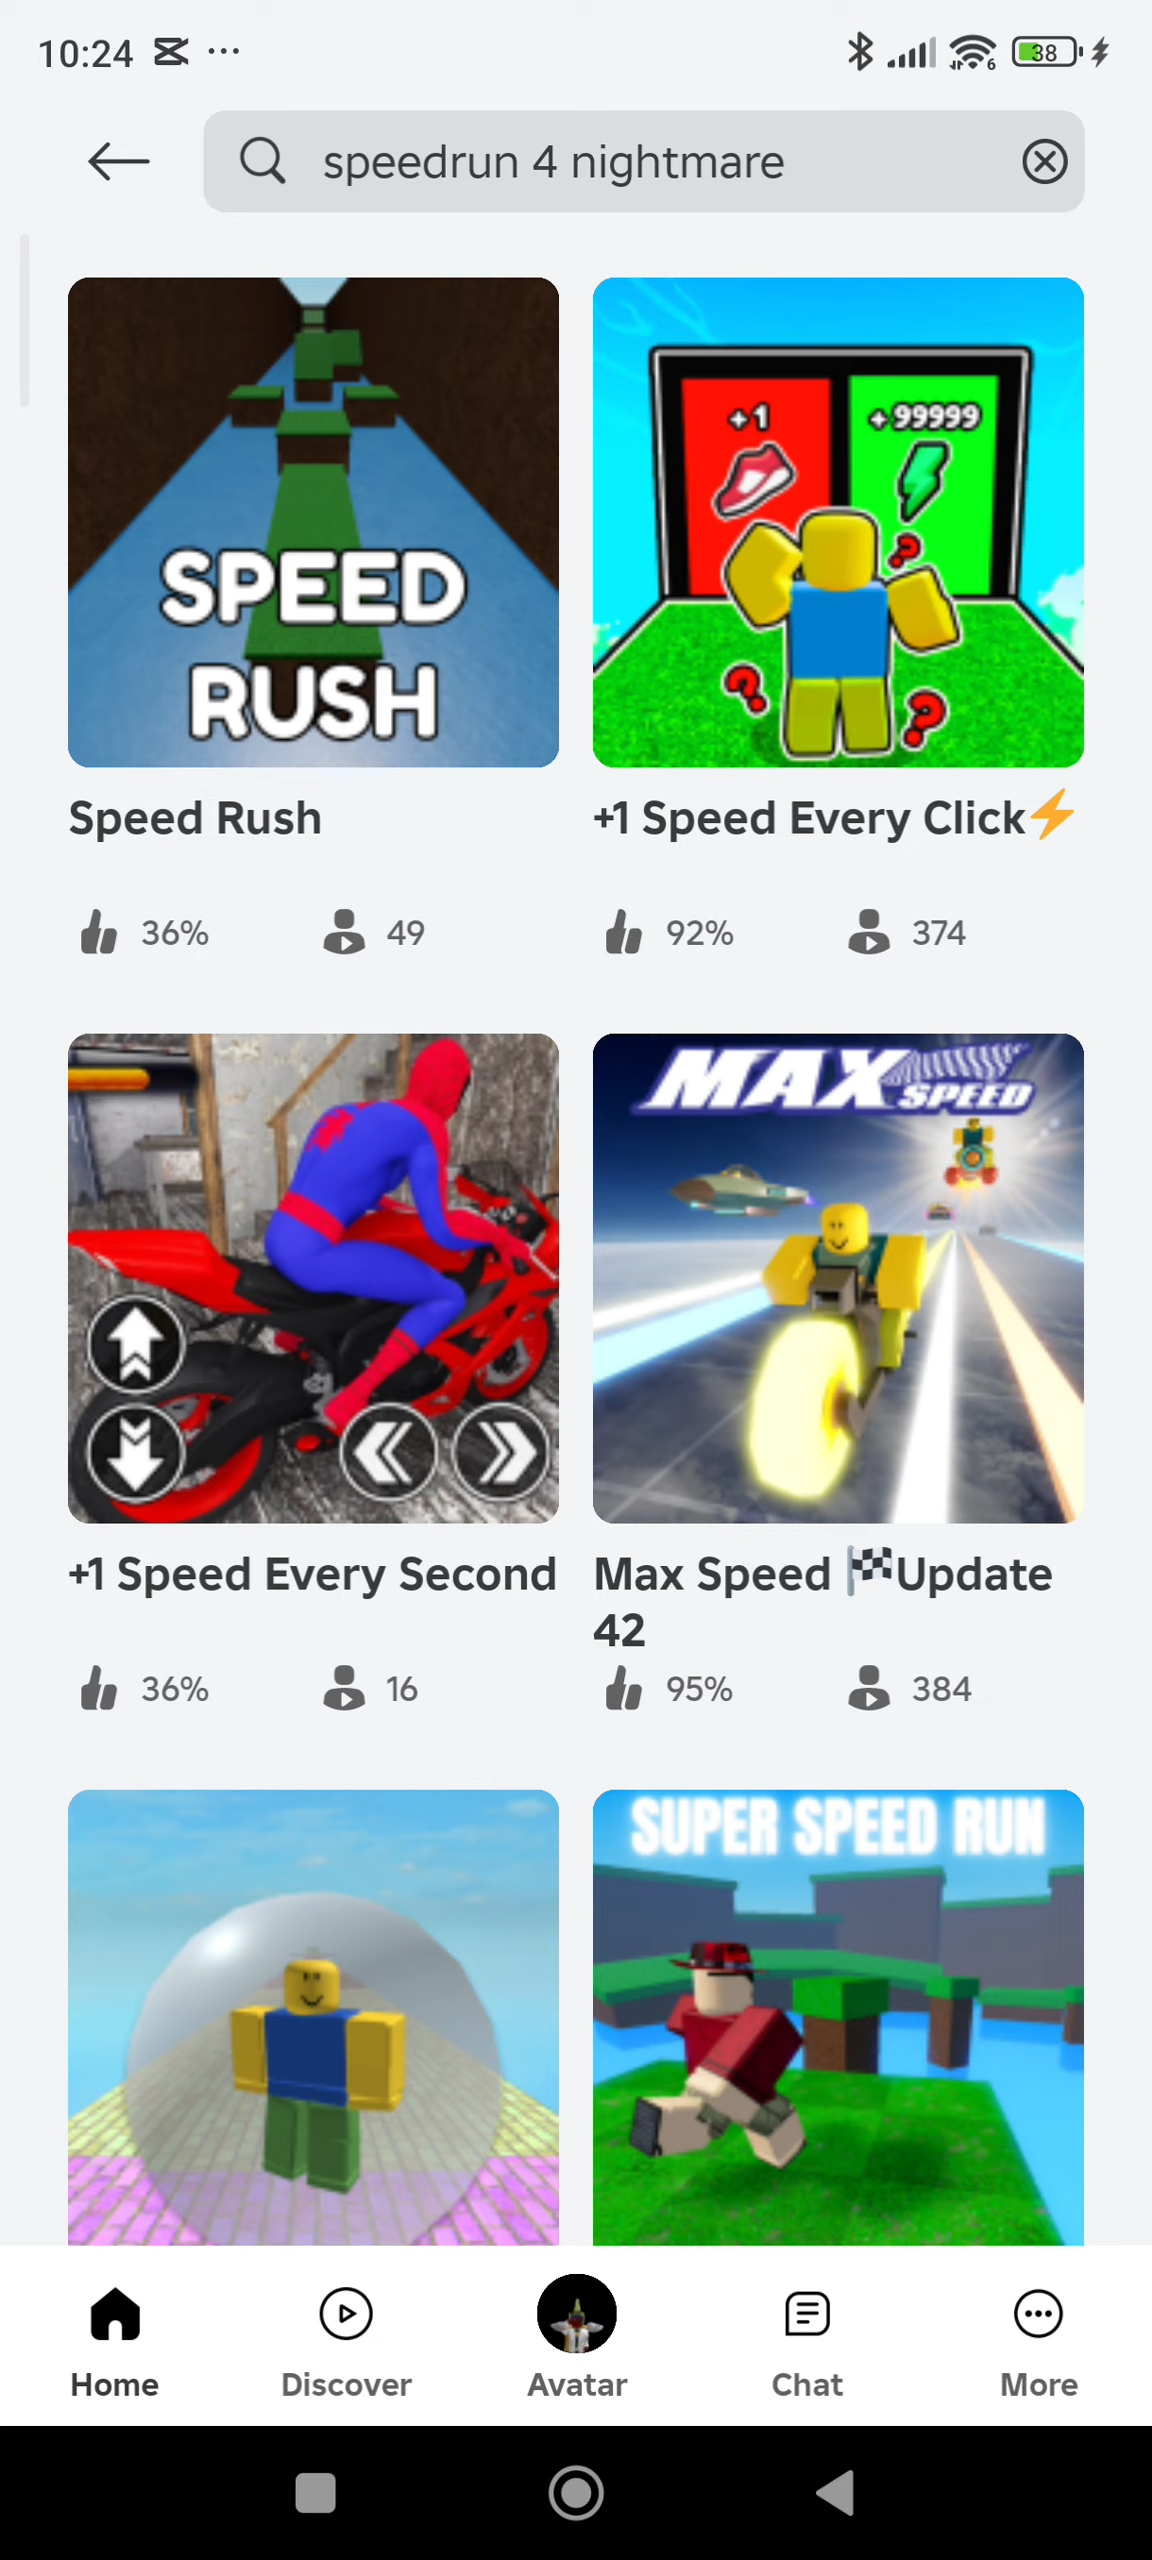 10:24
38
6
speedrun 4 nightmare
SPEED
RUSH
+1
+99999
?
?
?
Speed Rush
+1 Speed Every Click⚡
36%
49
92%
374
MAX
SPEED
+1 Speed Every Second
Max Speed 🏁Update
42
36%
16
95%
384
SUPER SPEED RUN
Home
Discover
Avatar
Chat
More